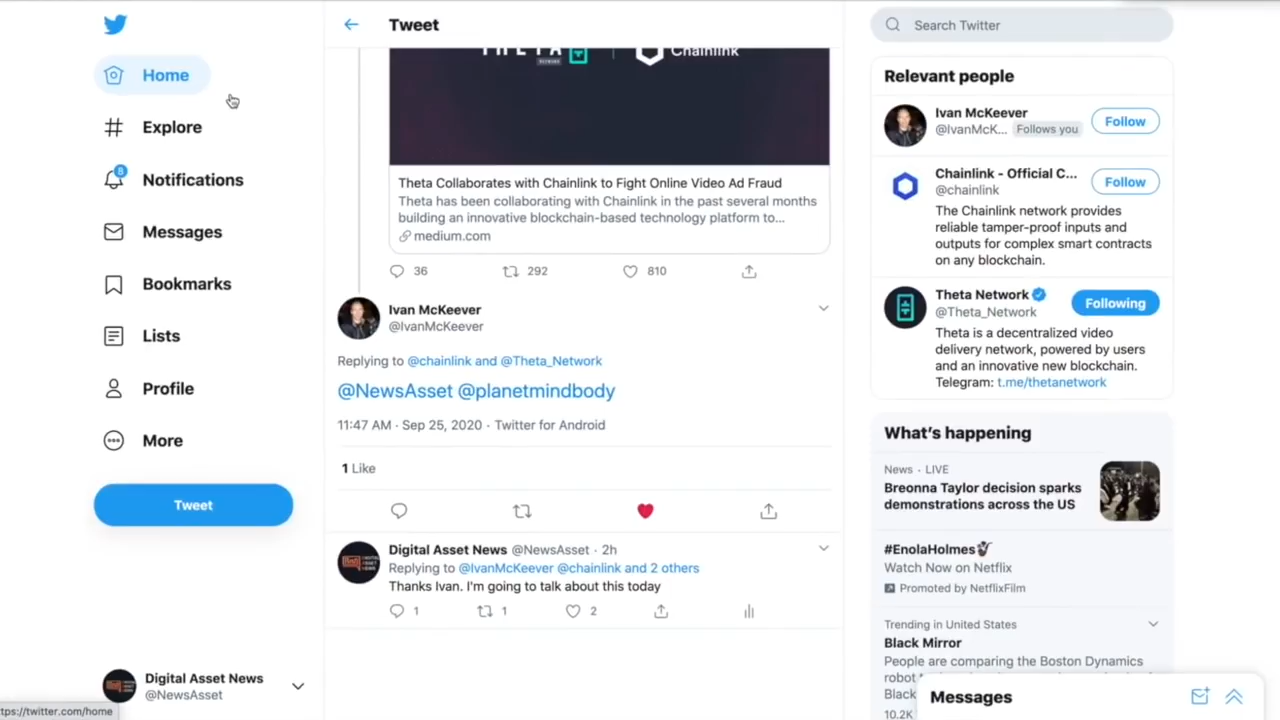 Home
Explore
8
Notifications
Messages
Bookmarks
Lists
Profile
More
Tweet
Digital Asset News
@NewsAsset
tps://twitter.com/home
Tweet
THETA Chainlink
Theta Collaborates with Chainlink to Fight Online Video Ad Fraud
Theta has been collaborating with Chainlink in the past several months
building an innovative blockchain-based technology platform to...
medium.com
36 292 810
Ivan McKeever
@IvanMcKeever
Replying to @chainlink and @Theta_Network
@NewsAsset @planetmindbody
11:47 AM · Sep 25, 2020 · Twitter for Android
1 Like
Digital Asset News @NewsAsset · 2h
Replying to @IvanMcKeever @chainlink and 2 others
Thanks Ivan. I'm going to talk about this today
1 1 2
Search Twitter
Relevant people
Ivan McKeever
@IvanMcK... Follows you
Follow
Chainlink - Official C...
@chainlink
Follow
The Chainlink network provides
reliable tamper-proof inputs and
outputs for complex smart contracts
on any blockchain.
Theta Network
@Theta_Network
Following
Theta is a decentralized video
delivery network, powered by users
and an innovative new blockchain.
Telegram: t.me/thetanetwork
What's happening
News · LIVE
Breonna Taylor decision sparks
demonstrations across the US
#EnolaHolmes
Watch Now on Netflix
Promoted by NetflixFilm
Trending in United States
Black Mirror
People are comparing the Boston Dynamics
robot
Black
10.2K
Messages